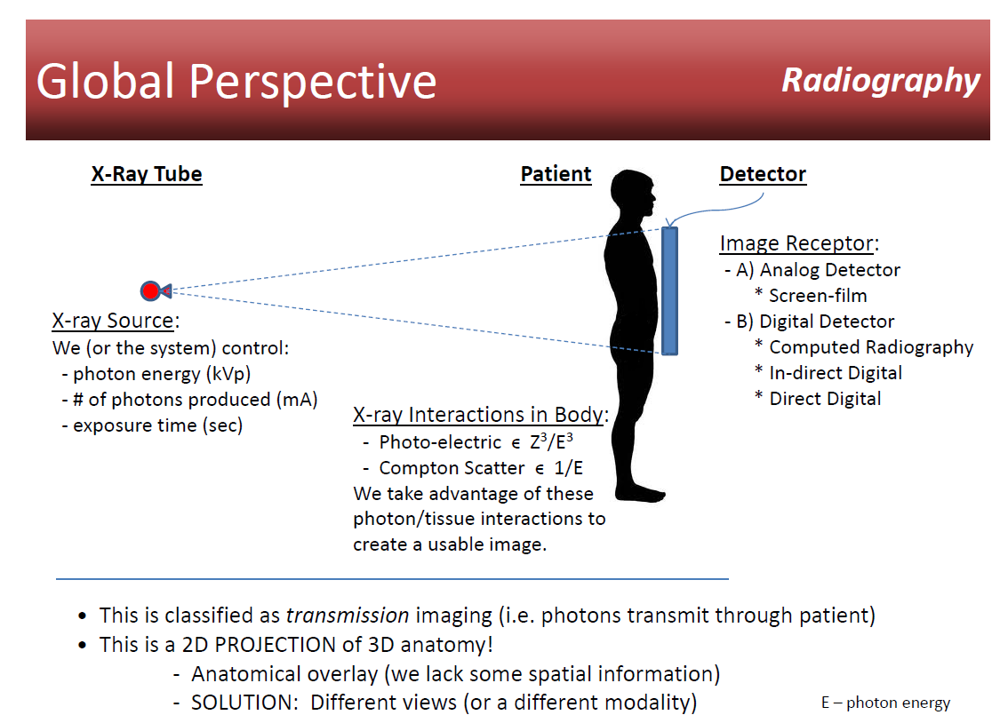 Global Perspective
Radiography
X-Ray Tube
Patient
Detector
X-ray Source:
We (or the system) control:
- photon energy (kVp)
- # of photons produced (mA)
- exposure time (sec)
Image Receptor:
- A) Analog Detector
* Screen-film
- B) Digital Detector
* Computed Radiography
* In-direct Digital
* Direct Digital
X-ray Interactions in Body:
- Photo-electric ϵ Z³/E³
- Compton Scatter ϵ 1/E
We take advantage of these
photon/tissue interactions to
create a usable image.
• This is classified as transmission imaging (i.e. photons transmit through patient)
• This is a 2D PROJECTION of 3D anatomy!
- Anatomical overlay (we lack some spatial information)
- SOLUTION: Different views (or a different modality)
E – photon energy